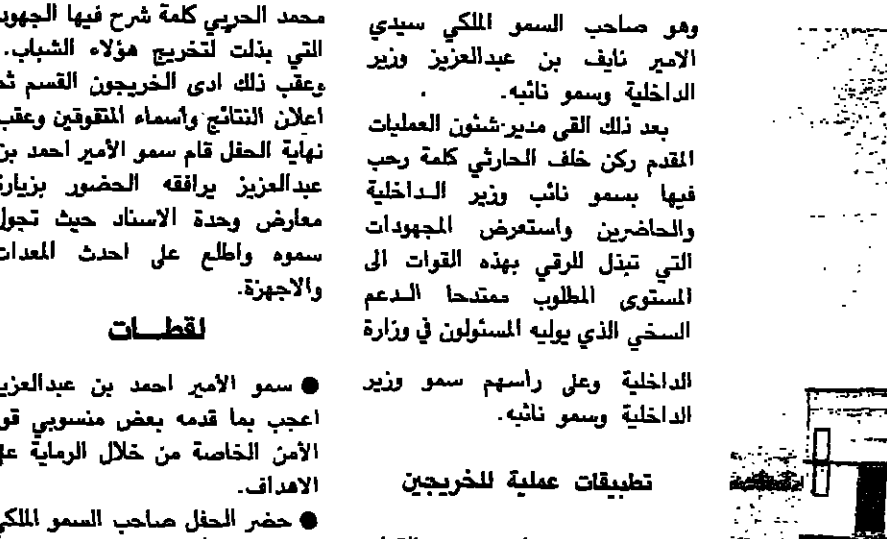 وهو صاحب السمو الملكي سيدي
الامير نايف بن عبدالعزيز وزير
الداخلية وسمو نائبه.
بعد ذلك القى مدير شئون العمليات
المقدم ركن خلف الحارثي كلمة رحب
فيها بسمو نائب وزير الـداخلية
والحاضرين واستعرض المجهودات
التي تبذل للرقي بهذه القوات الى
المستوى المطلوب ممتدحا الـدعم
السخي الذي يوليه المسئولون في وزارة
الداخلية وعلى راسهم سمو وزير
الداخلية وسمو نائبه.
تطبيقات عملية للخريجين
محمد الحربي كلمة شرح فيها الجهود
التي بذلت لتخريج هؤلاء الشباب.
وعقب ذلك ادى الخريجون القسم ثم
اعلان النتائج وأسماء المتفوقين وعقب
نهاية الحفل قام سمو الأمير احمد بن
عبدالعزيز يرافقه الحضور بزيارة
معارض وحدة الاسناد حيث تجول
سموه واطلع على احدث المعدات
والاجهزة.
لقطـــات
● سمو الأمير احمد بن عبدالعزيز
اعجب بما قدمه بعض منسوبي قوات
الأمن الخاصة من خلال الرماية على
الاهداف.
● حضر الحفل صاحب السمو الملكي